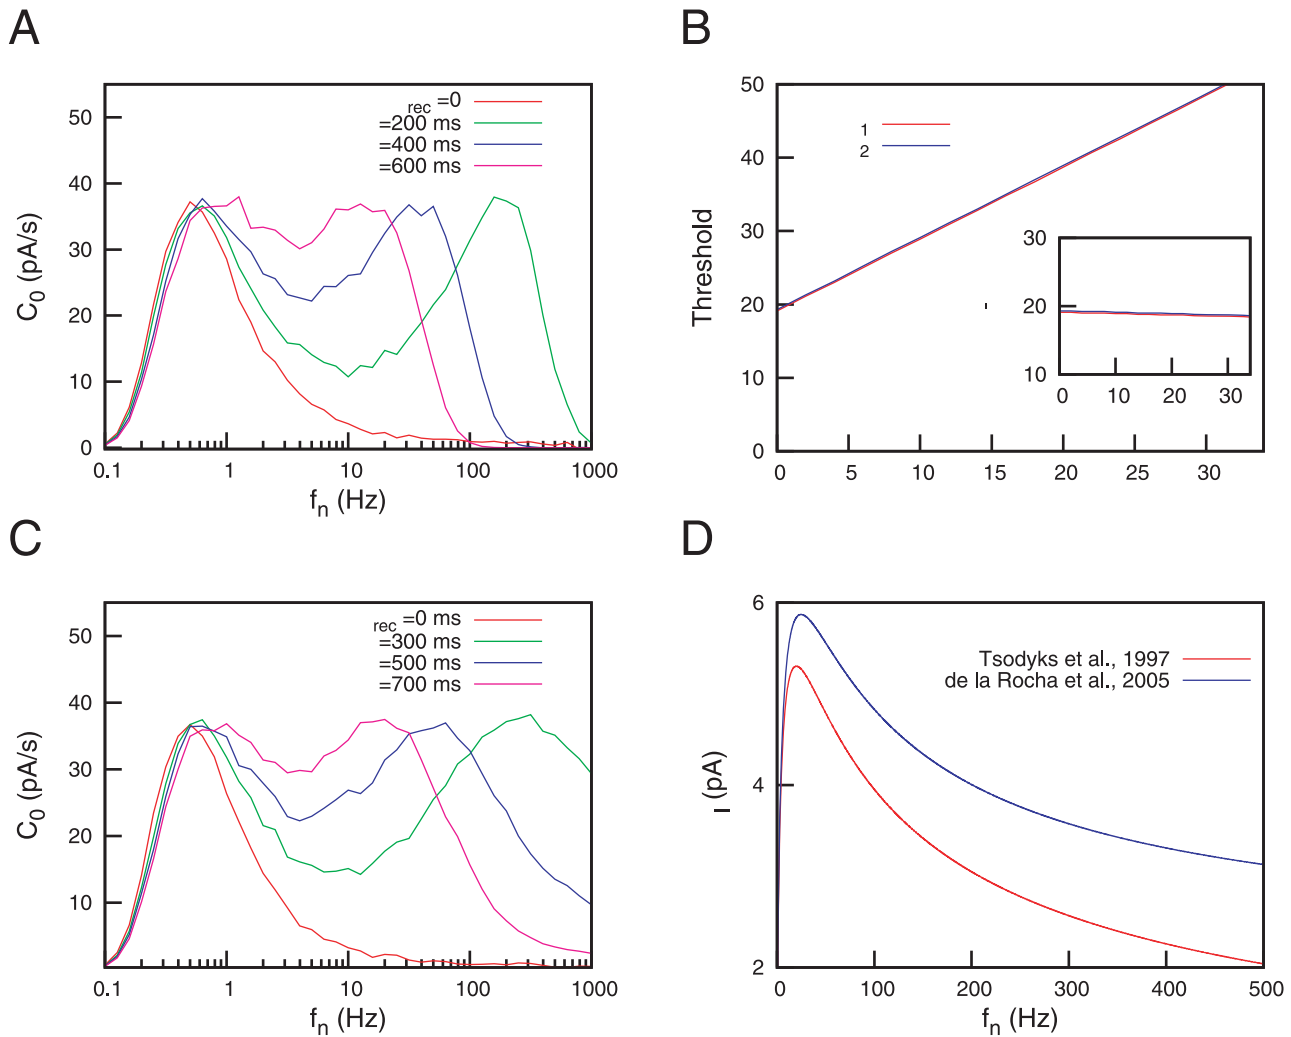 A
C₀ (pA/s)
50
40
30
20
10
0
rec =0
=200 ms
=400 ms
=600 ms
0.1 1 10 100 1000
fₙ (Hz)
B
Threshold
50
40
30
20
10
0
1
2
30
20
10
0 10 20 30
0 5 10 15 20 25 30
C
C₀ (pA/s)
50
40
30
20
10
rec =0 ms
=300 ms
=500 ms
=700 ms
0.1 1 10 100 1000
fₙ (Hz)
D
I (pA)
6
4
2
Tsodyks et al., 1997
de la Rocha et al., 2005
0 100 200 300 400 500
fₙ (Hz)